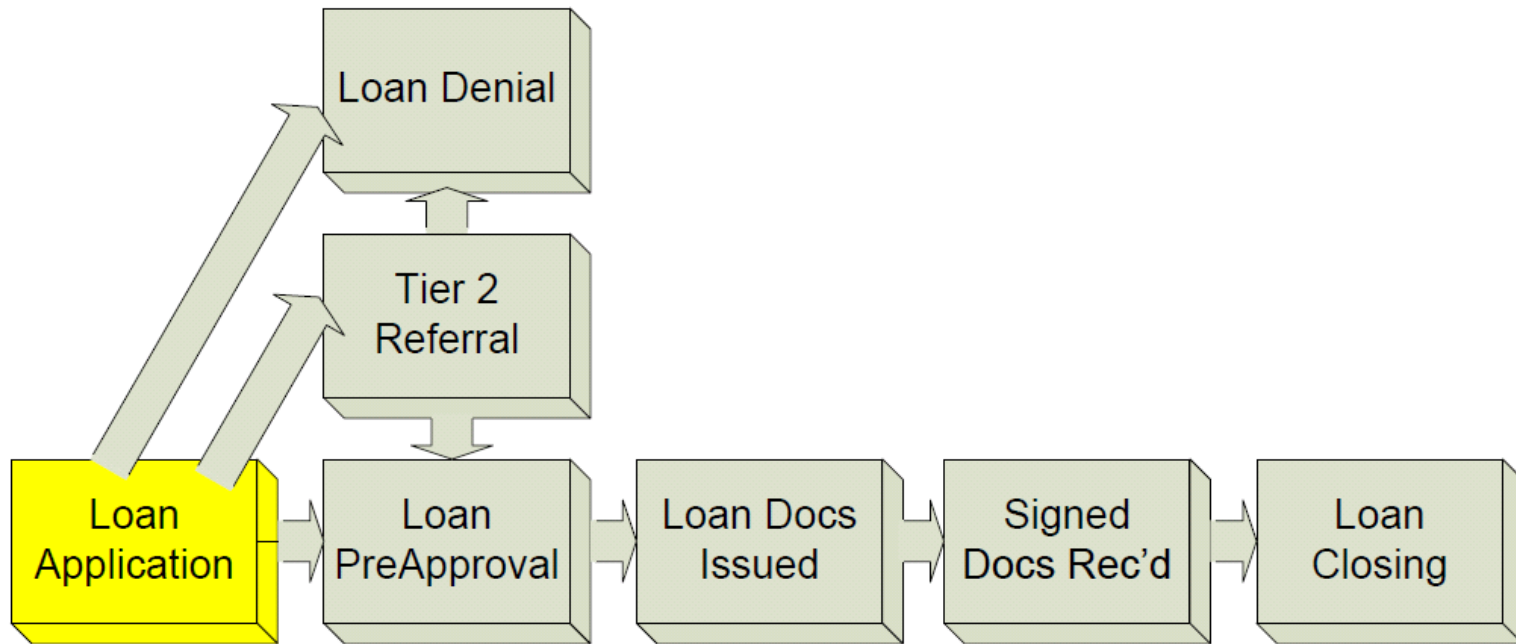 Loan Denial
Tier 2
Referral
Loan
Application
Loan
PreApproval
Loan Docs
Issued
Signed
Docs Rec’d
Loan
Closing